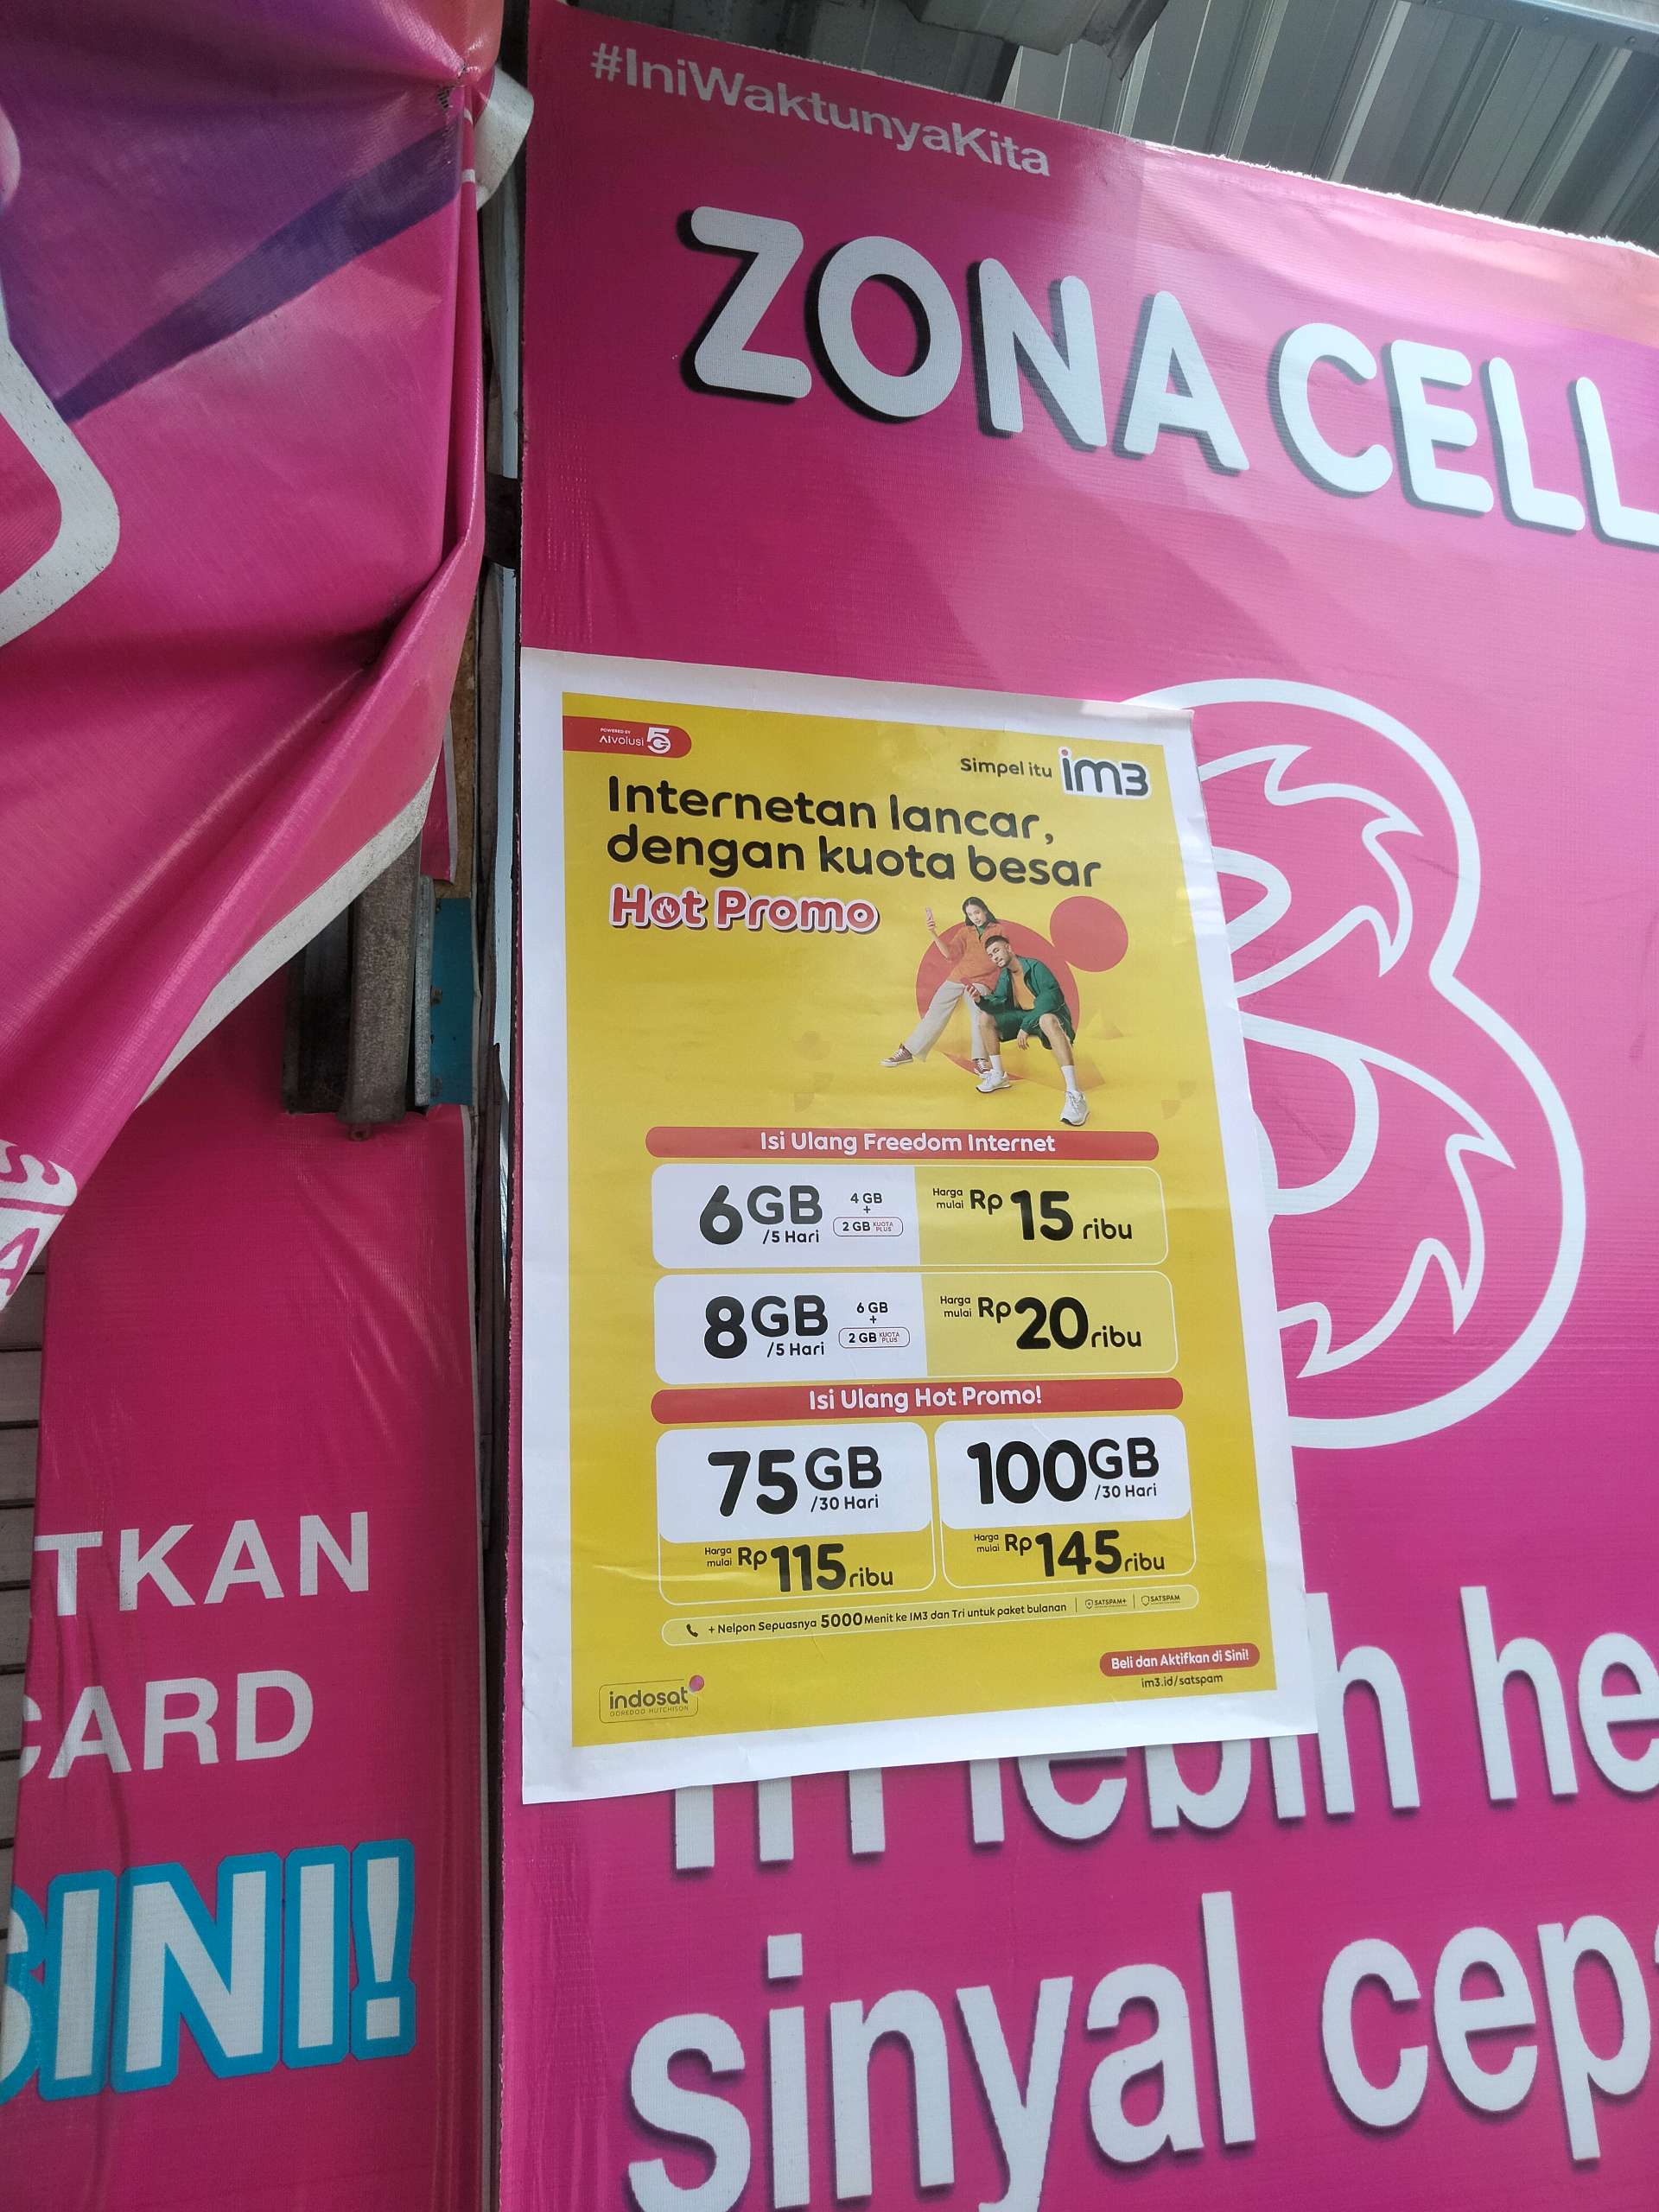 #IniWaktunyaKita
ZONA CELL
POWERED BY
AIvolusi 5G
Simpel itu im3
Internetan lancar,
dengan kuota besar
Hot Promo
Isi Ulang Freedom Internet
6GB /5 Hari
4 GB
+
2 GB KUOTA PLUS
Harga mulai Rp 15 ribu
8GB /5 Hari
6 GB
+
2 GB KUOTA PLUS
Harga mulai Rp 20 ribu
Isi Ulang Hot Promo!
75GB /30 Hari
Harga mulai Rp 115 ribu
100GB /30 Hari
Harga mulai Rp 145 ribu
+ Nelpon Sepuasnya 5000 Menit ke IM3 dan Tri untuk paket bulanan | SATSPAM+ | SATSPAM
Beli dan Aktifkan di Sini!
im3.id/satspam
indosat
OOREDOO HUTCHISON
3
lebih he
sinyal cep
TKAN
CARD
SINI!